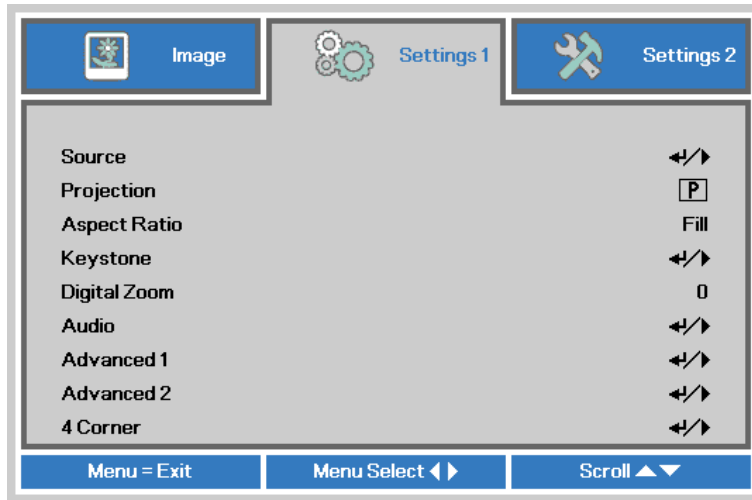 Image Settings 1 Settings 2
Source ↵/▶
Projection P
Aspect Ratio Fill
Keystone ↵/▶
Digital Zoom 0
Audio ↵/▶
Advanced 1 ↵/▶
Advanced 2 ↵/▶
4 Corner ↵/▶
Menu = Exit Menu Select ◀ ▶ Scroll ▲▼